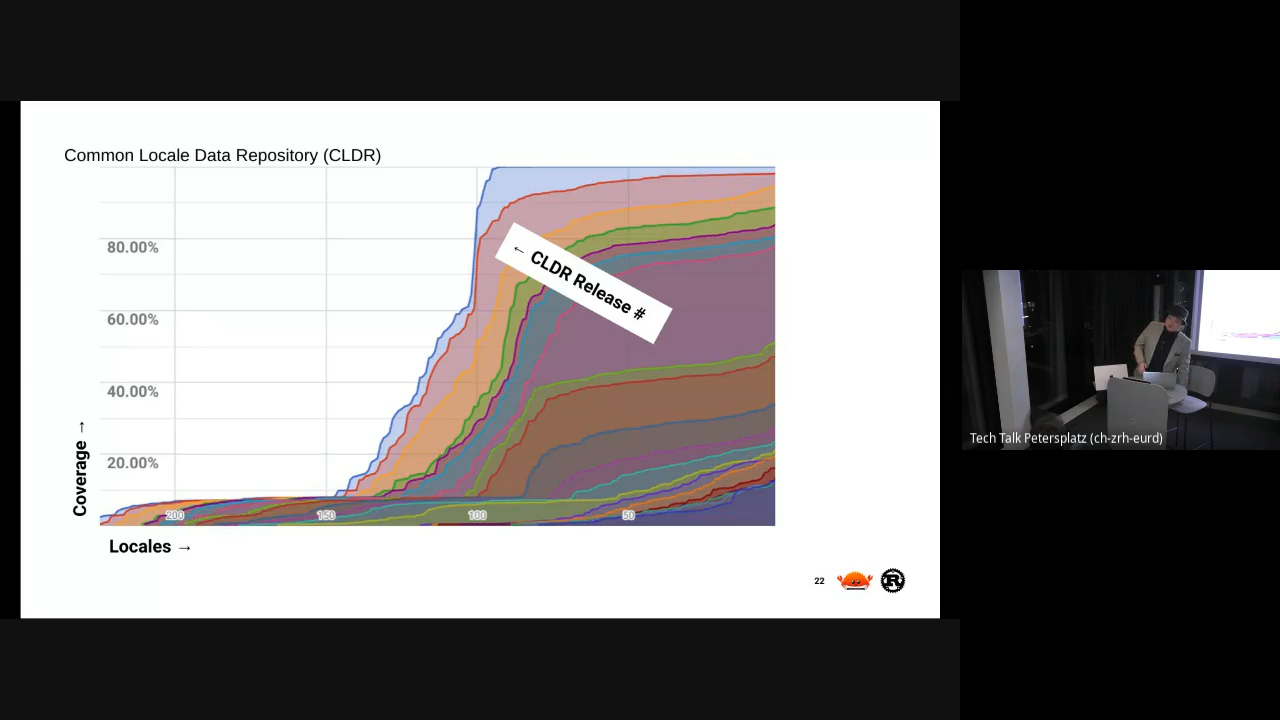 Common Locale Data Repository (CLDR)
80.00%
60.00%
40.00%
20.00%
Coverage →
← CLDR Release #
200
150
100
50
Locales →
22
R
Tech Talk Petersplatz (ch-zrh-eurd)